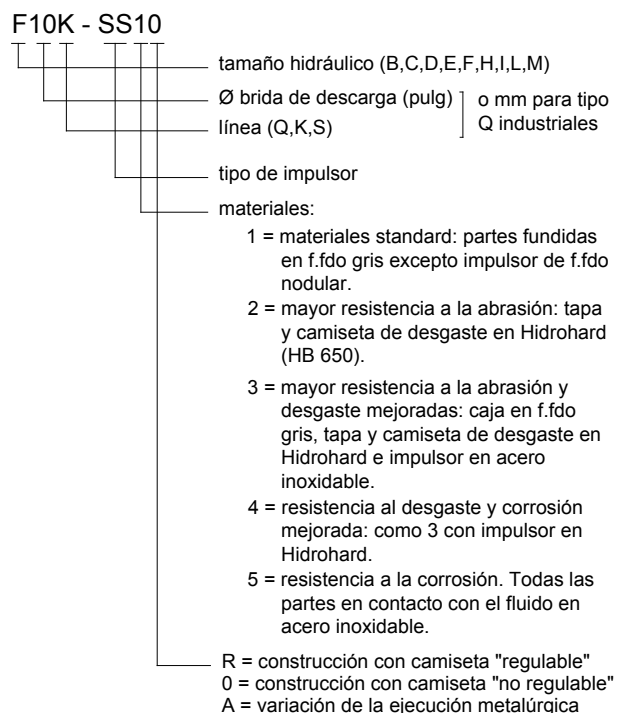 F10K - SS10
tamaño hidráulico (B,C,D,E,F,H,I,L,M)
Ø brida de descarga (pulg)
o mm para tipo
línea (Q,K,S)
Q industriales
tipo de impulsor
materiales:
1 = materiales standard: partes fundidas
en f.fdo gris excepto impulsor de f.fdo
nodular.
2 = mayor resistencia a la abrasión: tapa
y camiseta de desgaste en Hidrohard
(HB 650).
3 = mayor resistencia a la abrasión y
desgaste mejoradas: caja en f.fdo
gris, tapa y camiseta de desgaste en
Hidrohard e impulsor en acero
inoxidable.
4 = resistencia al desgaste y corrosión
mejorada: como 3 con impulsor en
Hidrohard.
5 = resistencia a la corrosión. Todas las
partes en contacto con el fluido en
acero inoxidable.
R = construcción con camiseta "regulable"
0 = construcción con camiseta "no regulable"
A = variación de la ejecución metalúrgica